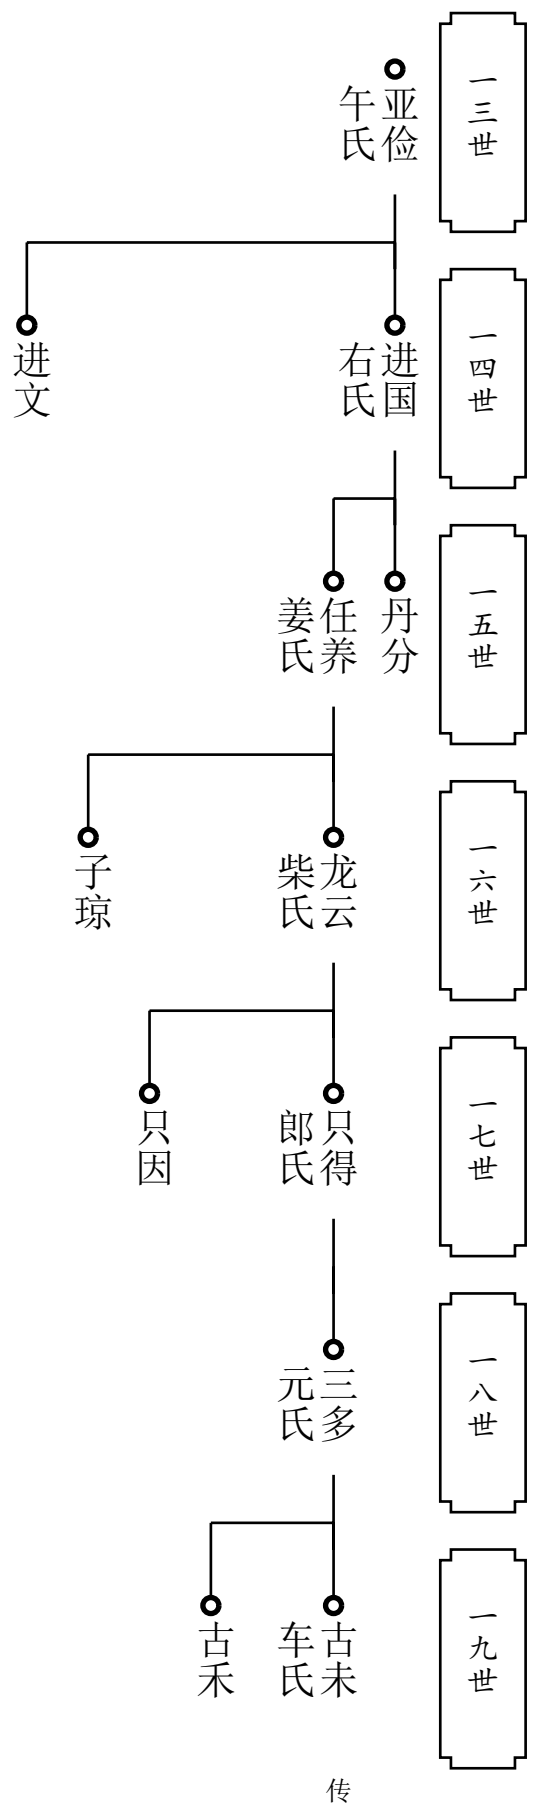 一三世
亚俭
午氏
一四世
进国
右氏
进文
一五世
丹分
任养
姜氏
一六世
龙云
柴氏
子琼
一七世
只得
郎氏
只因
一八世
三多
元氏
一九世
古未
车氏
古禾
传